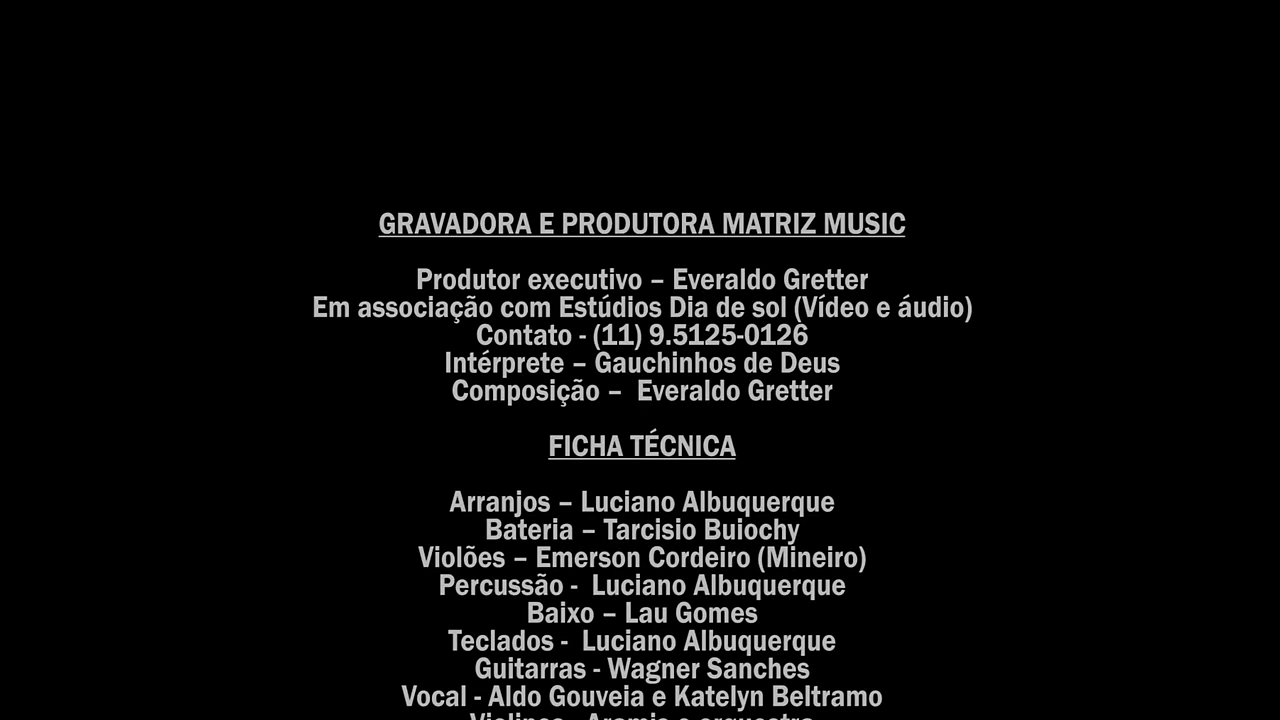 GRAVADORA E PRODUTORA MATRIZ MUSIC
Produtor executivo – Everaldo Gretter
Em associação com Estúdios Dia de sol (Vídeo e áudio)
Contato - (11) 9.5125-0126
Intérprete – Gauchinhos de Deus
Composição – Everaldo Gretter
FICHA TÉCNICA
Arranjos – Luciano Albuquerque
Bateria – Tarcisio Buiochy
Violões – Emerson Cordeiro (Mineiro)
Percussão - Luciano Albuquerque
Baixo – Lau Gomes
Teclados - Luciano Albuquerque
Guitarras - Wagner Sanches
Vocal - Aldo Gouveia e Katelyn Beltramo